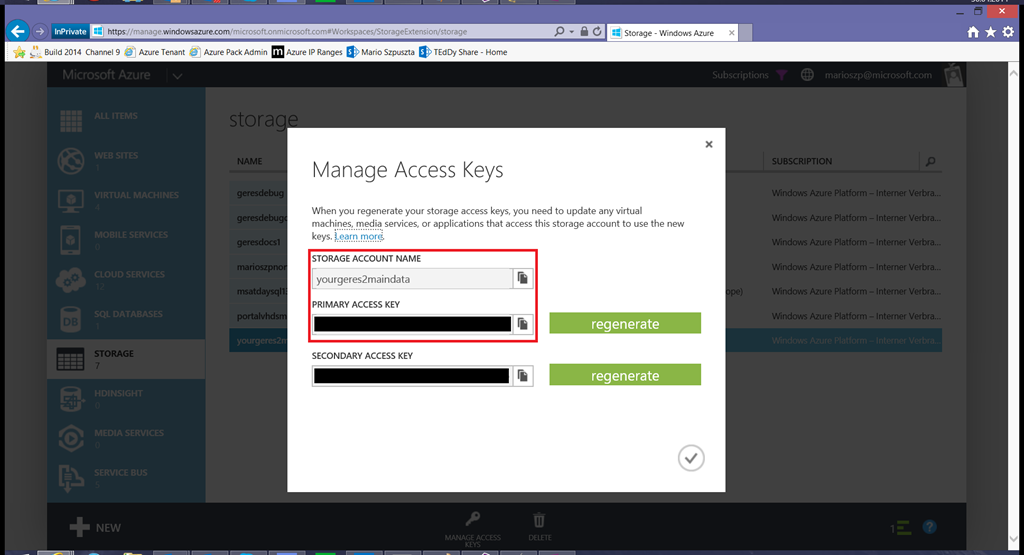 InPrivate
https://manage.windowsazure.com/microsoft.onmicrosoft.com#Workspaces/StorageExtension/storage
Storage - Windows Azure
Build 2014 Channel 9 Azure Tenant Azure Pack Admin m Azure IP Ranges Mario Szpuszta TEdDy Share - Home
Microsoft Azure
Subscriptions
marioszp@microsoft.com
ALL ITEMS
WEB SITES
1
VIRTUAL MACHINES
MOBILE SERVICES
0
CLOUD SERVICES
SQL DATABASES
STORAGE
7
HDINSIGHT
0
MEDIA SERVICES
0
SERVICE BUS
storage
NAME
SUBSCRIPTION
geresdebug
Windows Azure Platform – Interner Verbra...
Windows Azure Platform – Interner Verbra...
geresdocs1
Windows Azure Platform – Interner Verbra...
Windows Azure Platform – Interner Verbra...
Windows Azure Platform – Interner Verbra...
Windows Azure Platform – Interner Verbra...
Windows Azure Platform – Interner Verbra...
Manage Access Keys
When you regenerate your storage access keys, you need to update any virtual
machines, media services, or applications that access this storage account to use the new
keys. Learn more.
STORAGE ACCOUNT NAME
yourgeres2maindata
PRIMARY ACCESS KEY
regenerate
SECONDARY ACCESS KEY
regenerate
NEW
MANAGE ACCESS
KEYS
DELETE
1
?